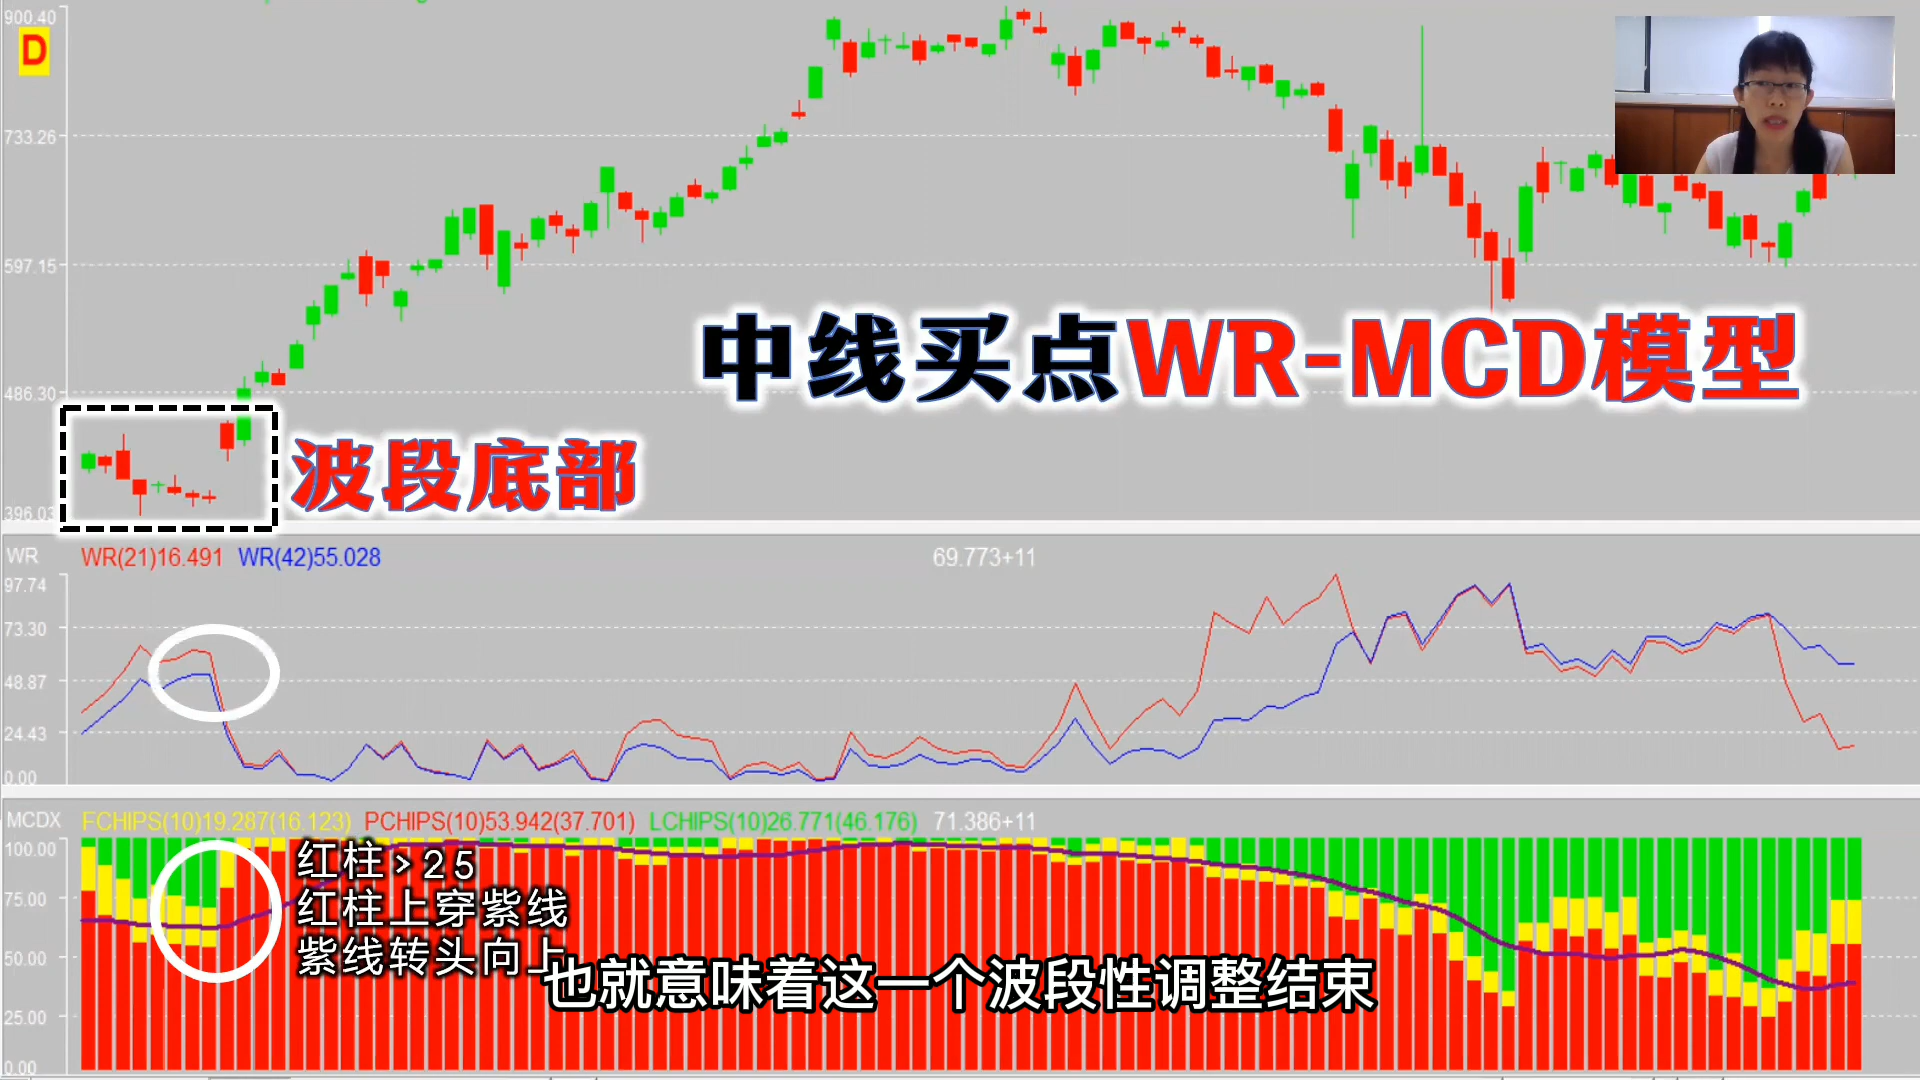 900.40
D
733.26
597.15
中线买点WR-MCD模型
486.30
波段底部
396.03
WR WR(21)16.491 WR(42)55.028 69.773+11
97.74
73.30
48.87
24.43
0.00
MCDX FCHIPS(10)19.287(16.123) PCHIPS(10)53.942(37.701) LCHIPS(10)26.771(46.176) 71.386+11
100.00
红柱>25
75.00
红柱上穿紫线
50.00
紫线转头向上
也就意味着这一个波段性调整结束
25.00
0.00